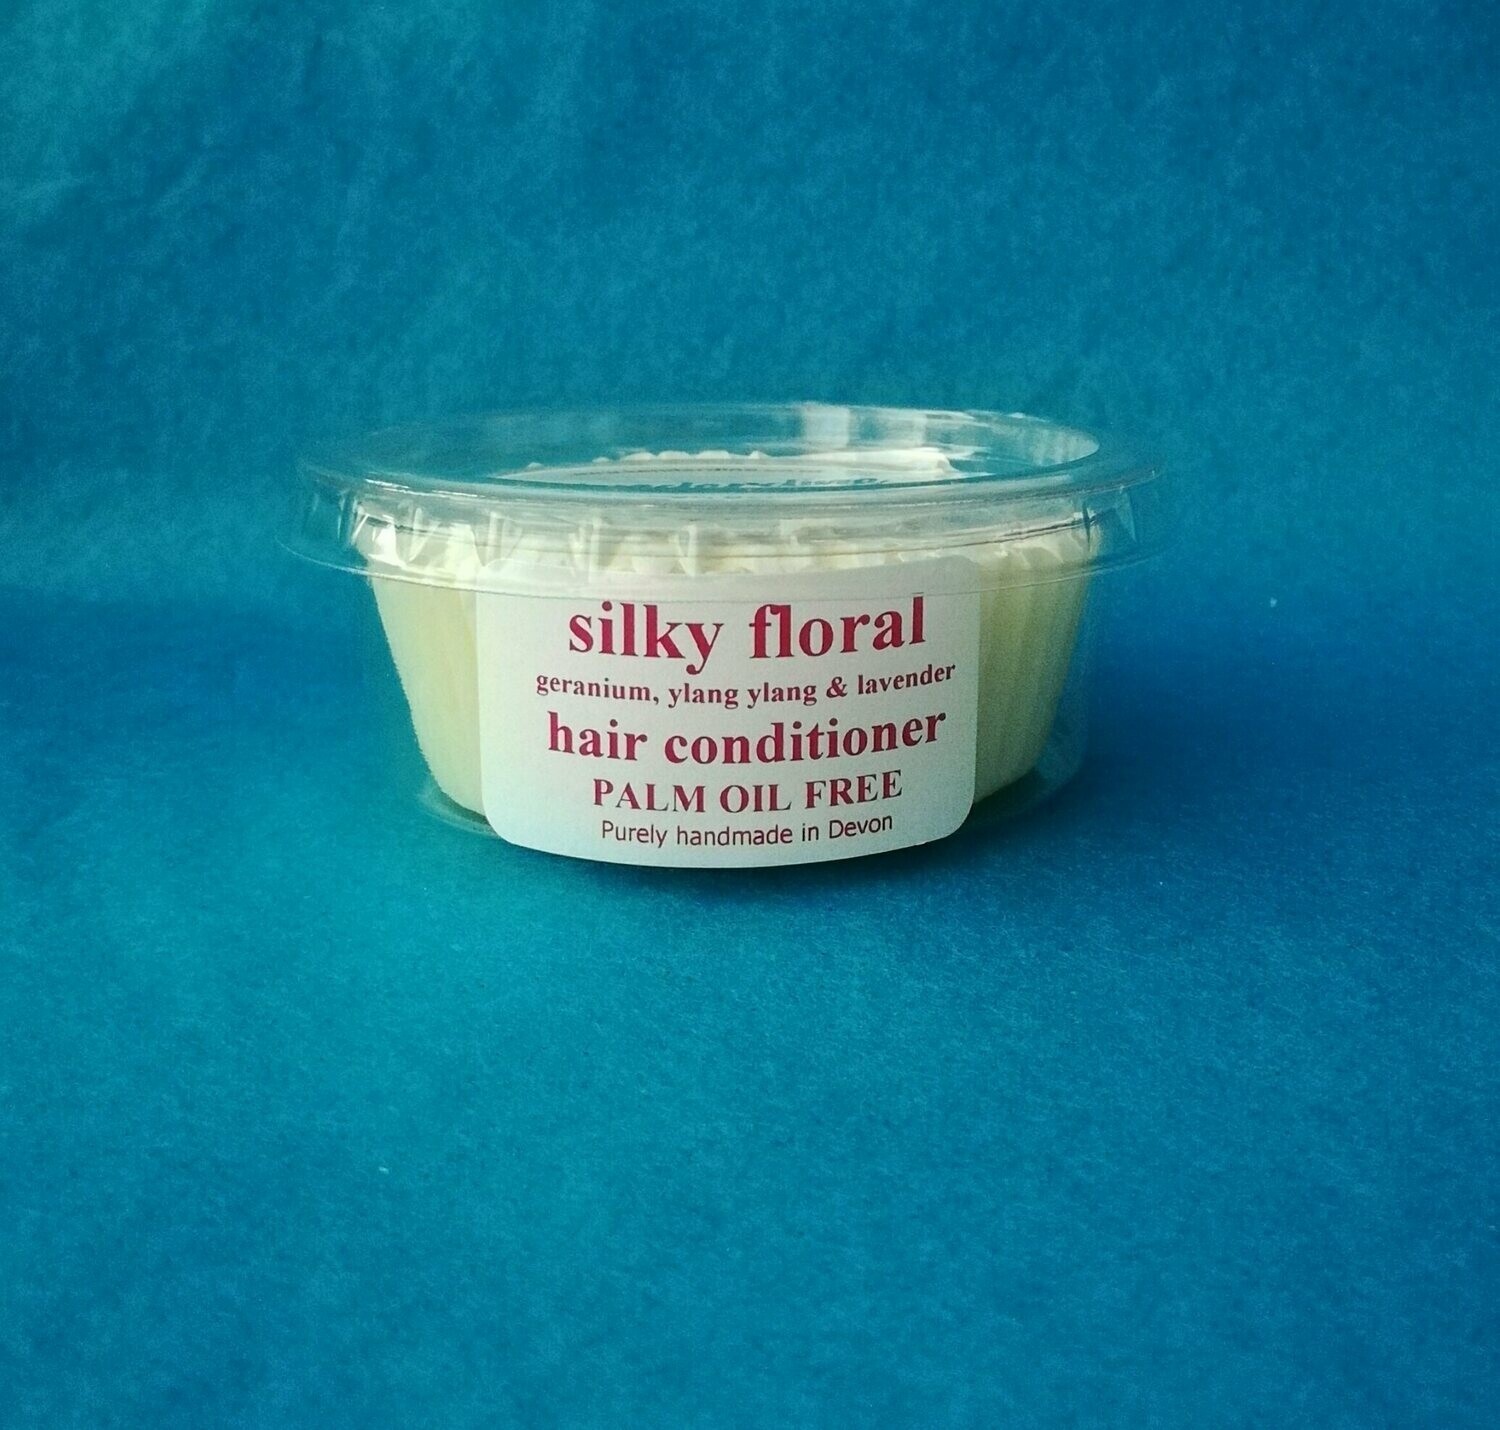 silky floral
geranium, ylang ylang & lavender
hair conditioner
PALM OIL FREE
Purely handmade in Devon